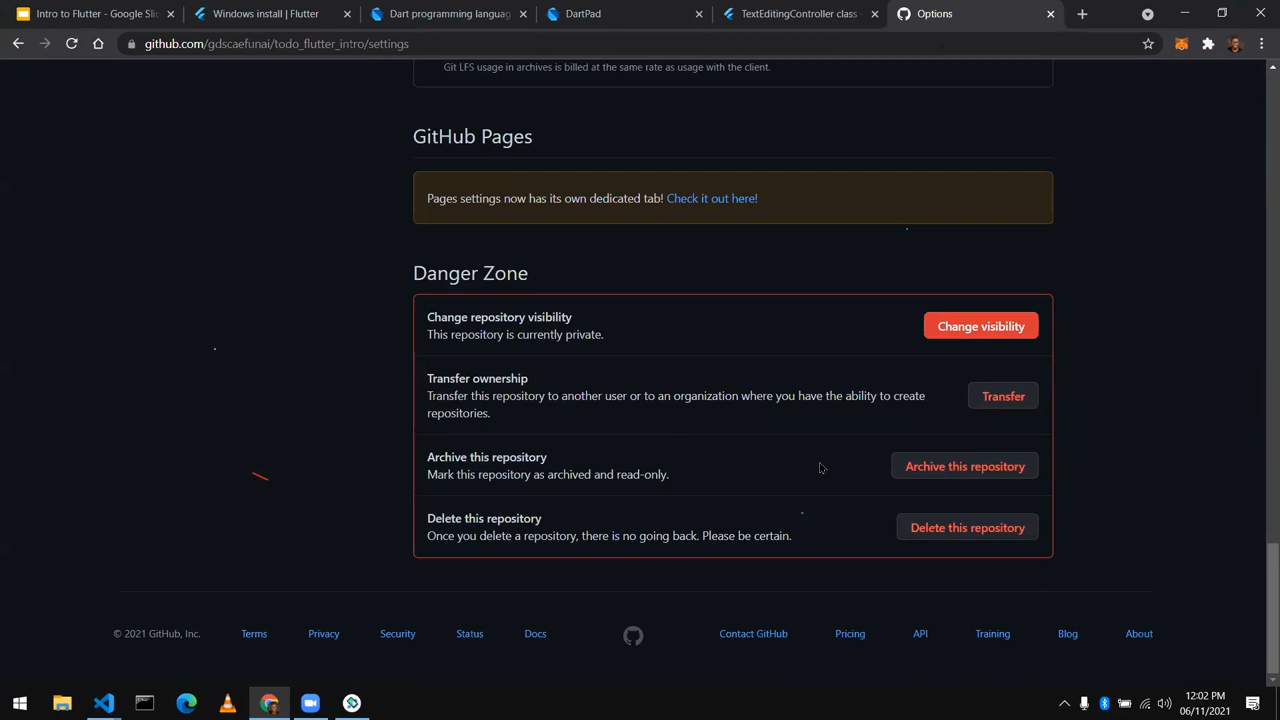 Intro to Flutter - Google Slid
Windows install | Flutter
Dart programming languag
DartPad
TextEditingController class -
Options
github.com/gdscaefunai/todo_flutter_intro/settings
Git LFS usage in archives is billed at the same rate as usage with the client.
GitHub Pages
Pages settings now has its own dedicated tab! Check it out here!
Danger Zone
Change repository visibility
This repository is currently private.
Change visibility
Transfer ownership
Transfer this repository to another user or to an organization where you have the ability to create
repositories.
Transfer
Archive this repository
Mark this repository as archived and read-only.
Archive this repository
Delete this repository
Once you delete a repository, there is no going back. Please be certain.
Delete this repository
© 2021 GitHub, Inc. Terms Privacy Security Status Docs Contact GitHub Pricing API Training Blog About
12:02 PM
06/11/2021